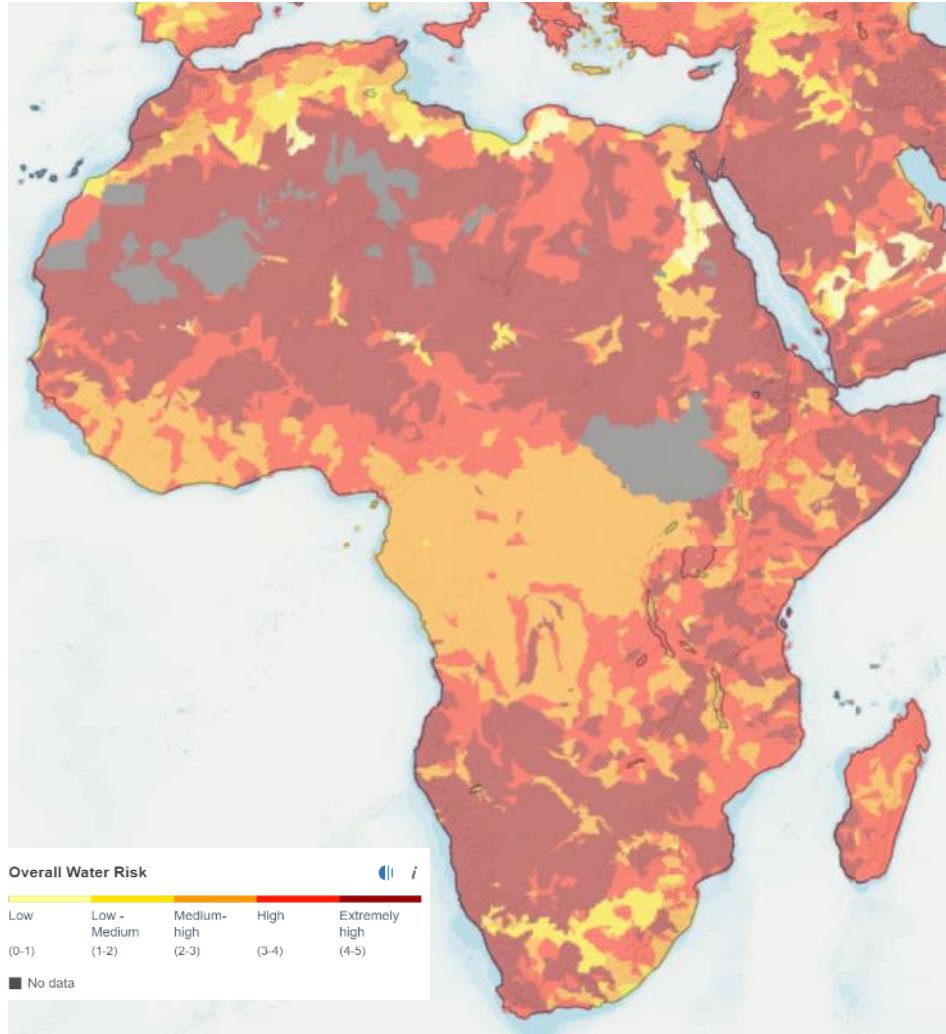 Overall Water Risk
i
Low
Low -
Medium
Medium-
high
High
Extremely
high
(0-1)
(1-2)
(2-3)
(3-4)
(4-5)
No data